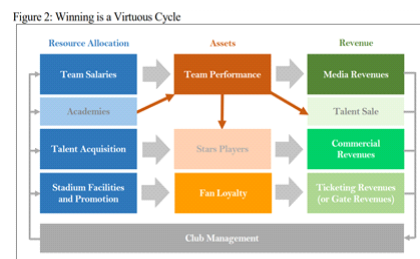 Figure 2: Winning is a Virtuous Cycle
Resource Allocation
Assets
Revenue
Team Salaries
Team Performance
Media Revenues
Academies
Talent Sale
Talent Acquisition
Stars Players
Commercial
Revenues
Stadium Facilities
and Promotion
Fan Loyalty
Ticketing Revenues
(or Gate Revenues)
Club Management